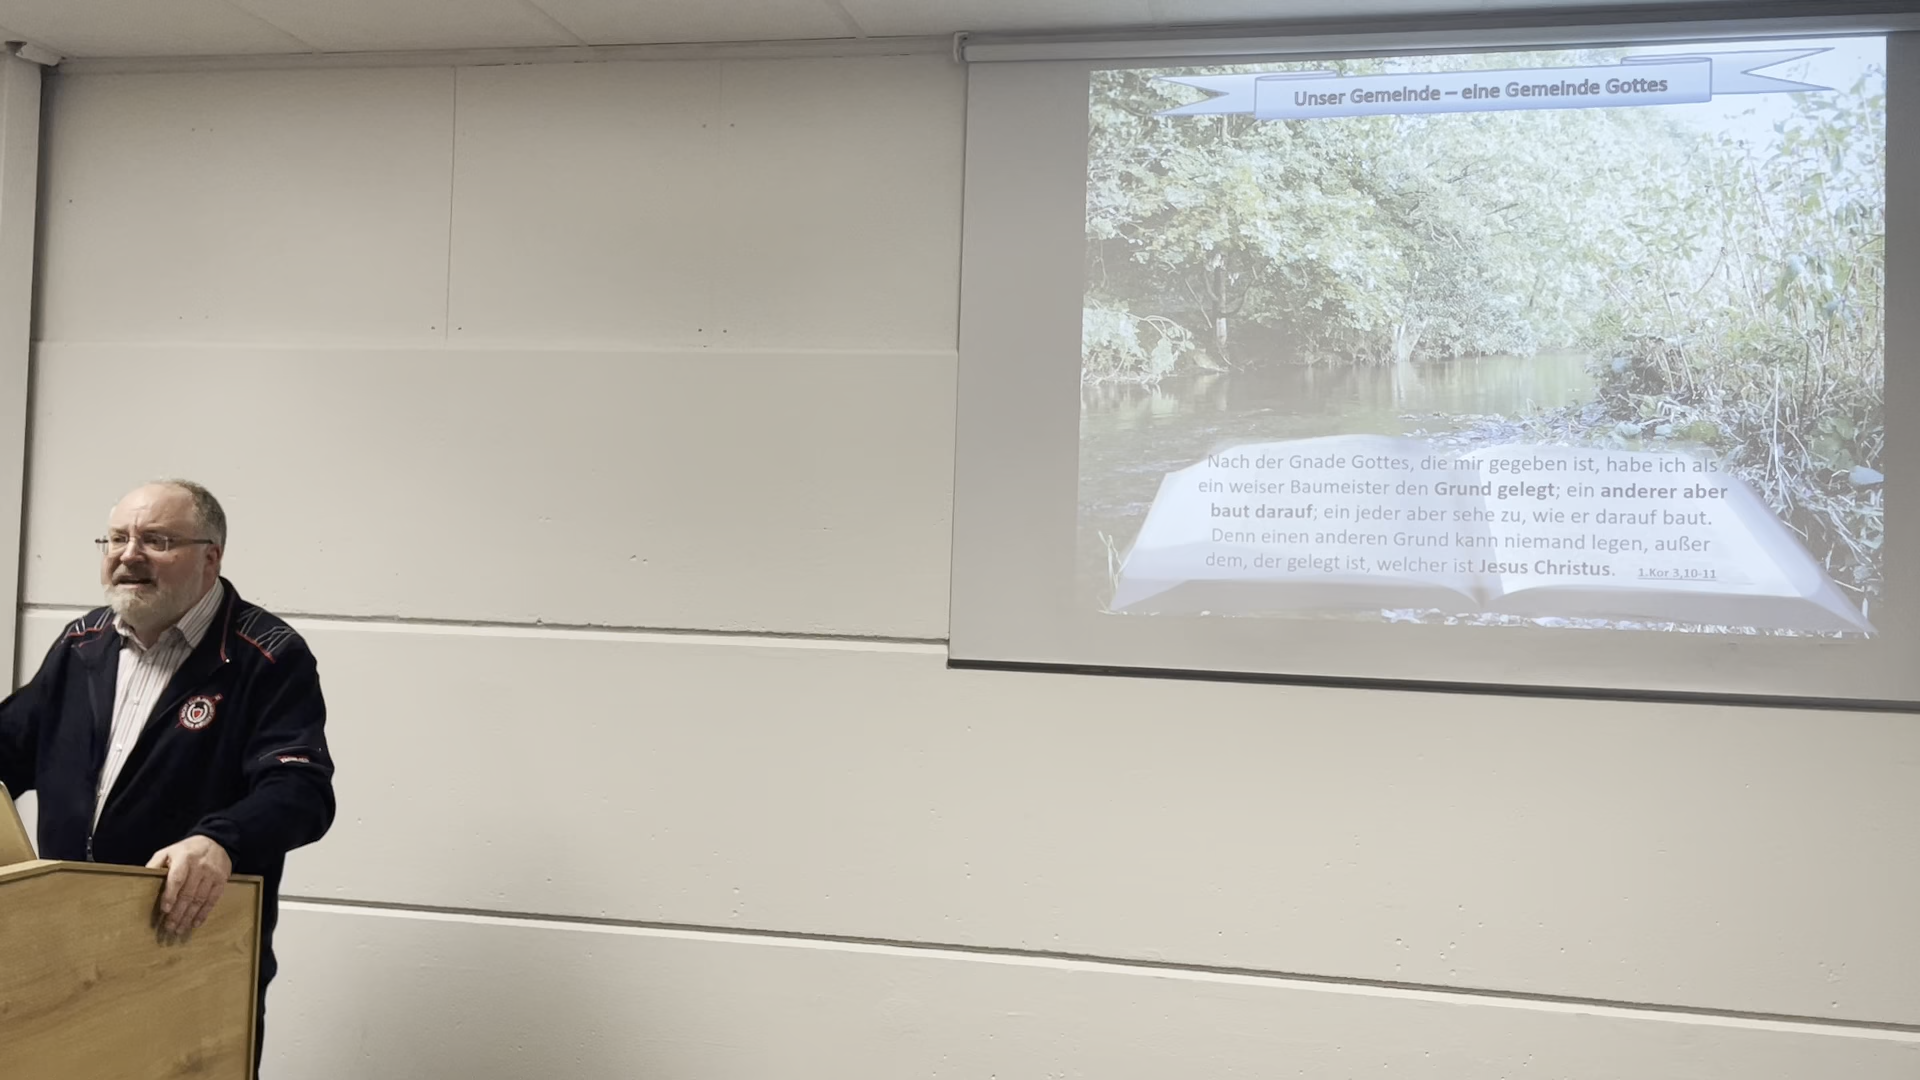 Unser Gemeinde – eine Gemeinde Gottes
Nach der Gnade Gottes, die mir gegeben ist, habe ich als
ein weiser Baumeister den Grund gelegt; ein anderer aber
baut darauf; ein jeder aber sehe zu, wie er darauf baut.
Denn einen anderen Grund kann niemand legen, außer
dem, der gelegt ist, welcher ist Jesus Christus. 1.Kor 3,10-11